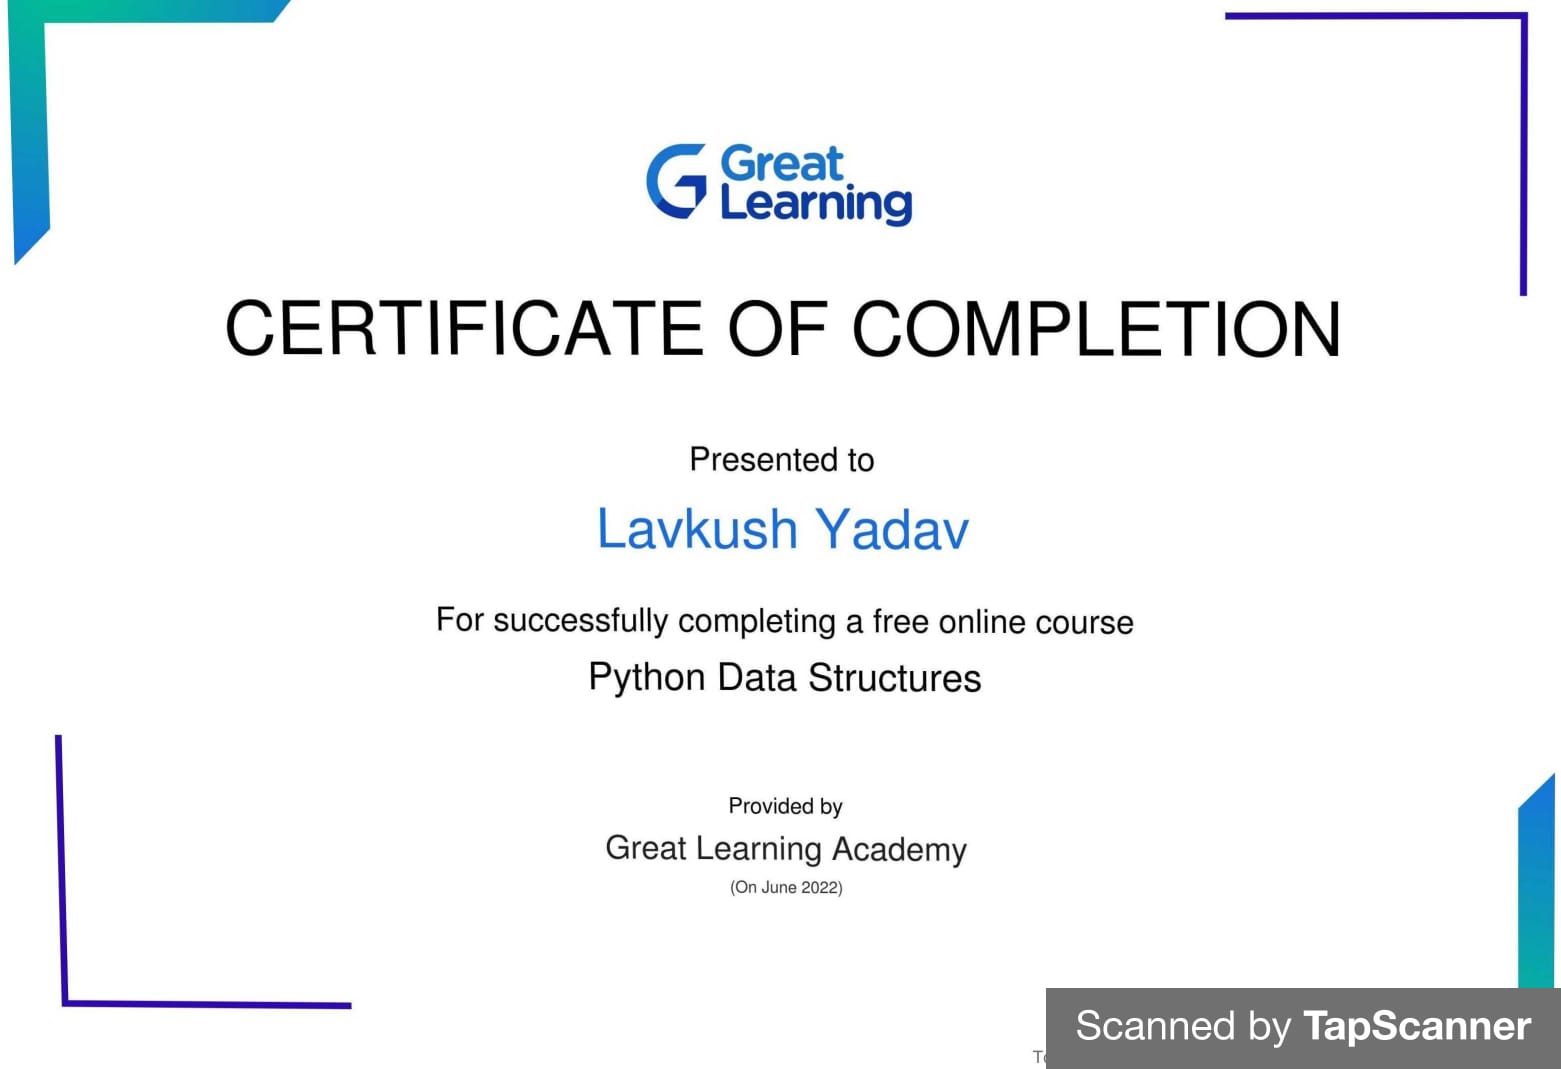 Great
Learning
CERTIFICATE OF COMPLETION
Presented to
Lavkush Yadav
For successfully completing a free online course
Python Data Structures
Provided by
Great Learning Academy
(On June 2022)
Scanned by TapScanner